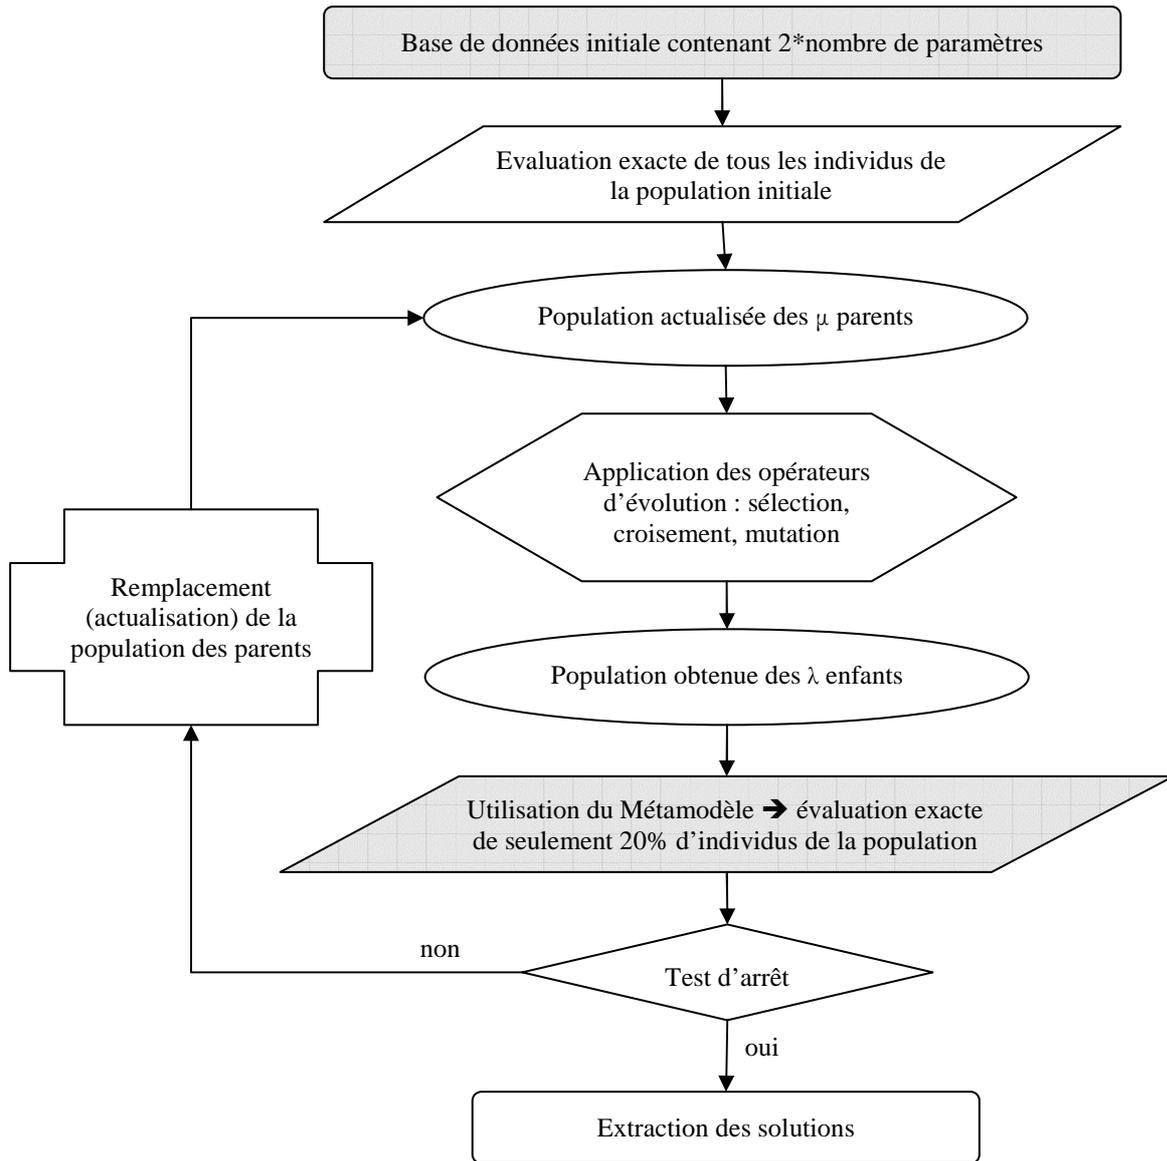 Base de données initiale contenant 2*nombre de paramètres
Evaluation exacte de tous les individus de
la population initiale
Population actualisée des μ parents
Application des opérateurs
d’évolution : sélection,
croisement, mutation
Remplacement
(actualisation) de la
population des parents
Population obtenue des λ enfants
Utilisation du Métamodèle ➔ évaluation exacte
de seulement 20% d’individus de la population
non
Test d’arrêt
oui
Extraction des solutions